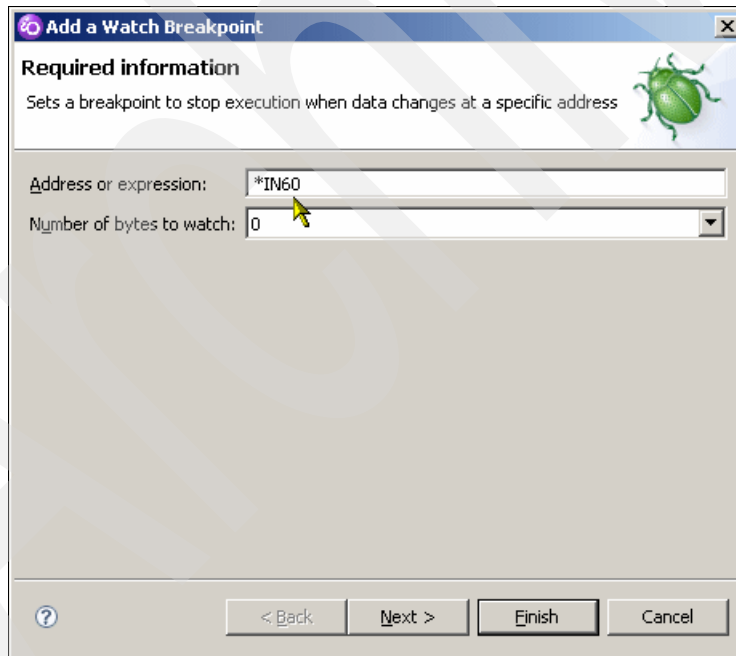 Add a Watch Breakpoint
Required information
Sets a breakpoint to stop execution when data changes at a specific address
Address or expression: *IN60
Number of bytes to watch: 0
< Back Next > Finish Cancel